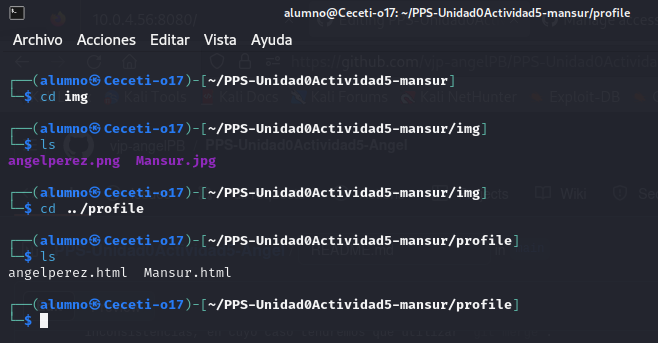 alumno@Ceceti-o17: ~/PPS-Unidad0Actividad5-mansur/profile
Archivo Acciones Editar Vista Ayuda
┌──(alumno㉿Ceceti-o17)-[~/PPS-Unidad0Actividad5-mansur]
└─$ cd img
┌──(alumno㉿Ceceti-o17)-[~/PPS-Unidad0Actividad5-mansur/img]
└─$ ls
angelperez.png Mansur.jpg
┌──(alumno㉿Ceceti-o17)-[~/PPS-Unidad0Actividad5-mansur/img]
└─$ cd ../profile
┌──(alumno㉿Ceceti-o17)-[~/PPS-Unidad0Actividad5-mansur/profile]
└─$ ls
angelperez.html Mansur.html
┌──(alumno㉿Ceceti-o17)-[~/PPS-Unidad0Actividad5-mansur/profile]
└─$